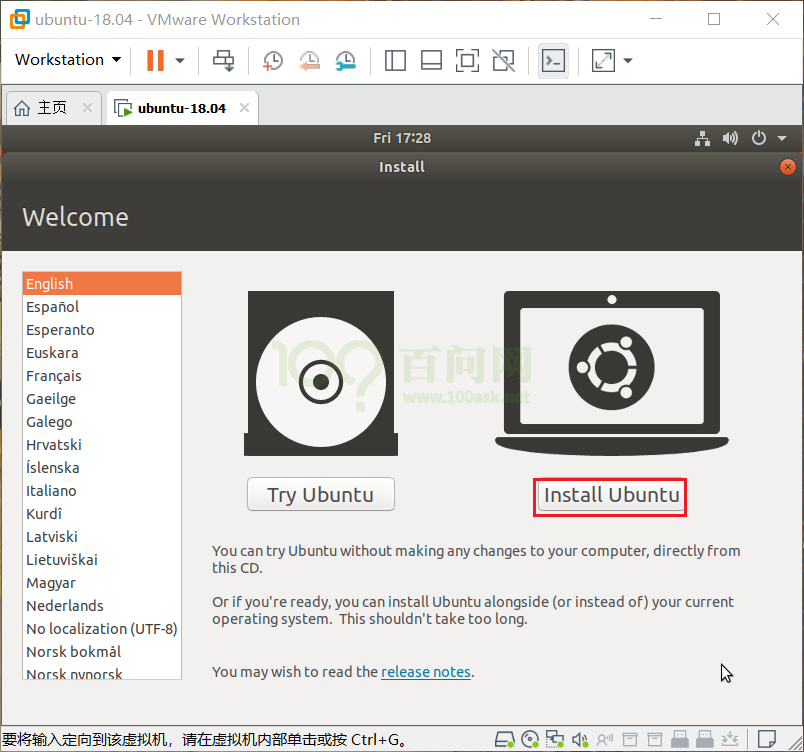 ubuntu-18.04 - VMware Workstation
Workstation
主页
ubuntu-18.04
Fri 17:28
Install
Welcome
English
Español
Esperanto
Euskara
Français
Gaeilge
Galego
Hrvatski
Íslenska
Italiano
Kurdî
Latviski
Lietuviškai
Magyar
Nederlands
No localization (UTF-8)
Norsk bokmål
Norsk nynorsk
100?
百问网
www.100ask.net
Try Ubuntu
Install Ubuntu
You can try Ubuntu without making any changes to your computer, directly from
this CD.
Or if you're ready, you can install Ubuntu alongside (or instead of) your current
operating system. This shouldn't take too long.
You may wish to read the release notes.
要将输入定向到该虚拟机，请在虚拟机内部单击或按 Ctrl+G。